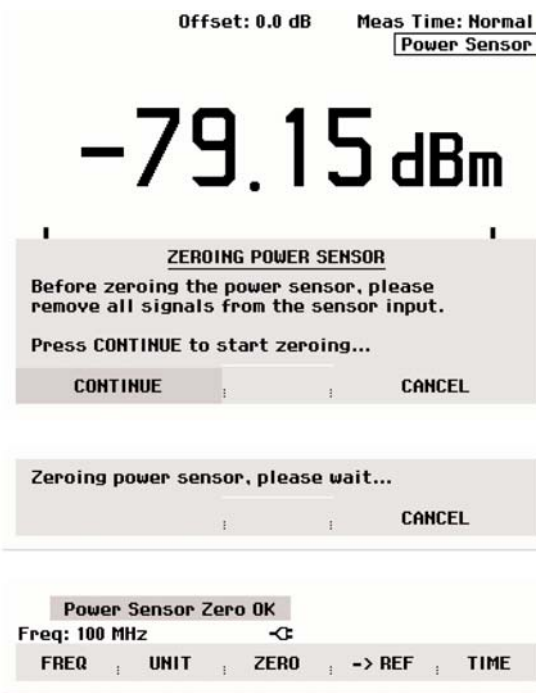 Offset: 0.0 dB Meas Time: Normal
Power Sensor
-79.15 dBm
ZEROING POWER SENSOR
Before zeroing the power sensor, please
remove all signals from the sensor input.
Press CONTINUE to start zeroing...
CONTINUE CANCEL
Zeroing power sensor, please wait...
CANCEL
Power Sensor Zero OK
Freq: 100 MHz
FREQ UNIT ZERO -> REF TIME